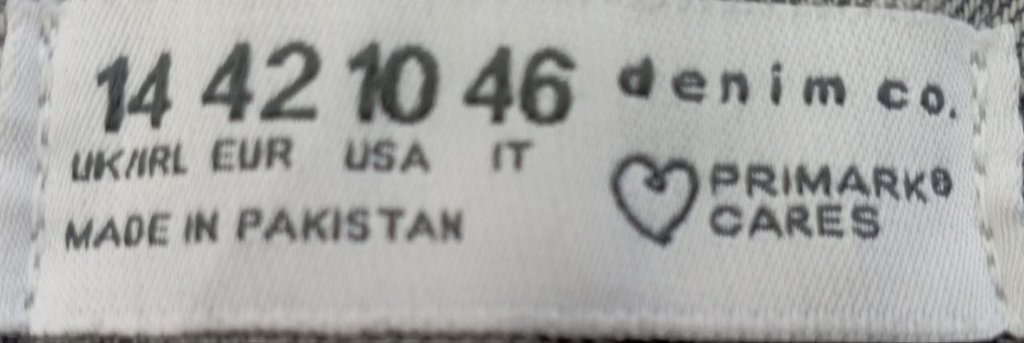 14 42 10 46
UK/IRL EUR USA IT
MADE IN PAKISTAN
denim co.
PRIMARK®
CARES